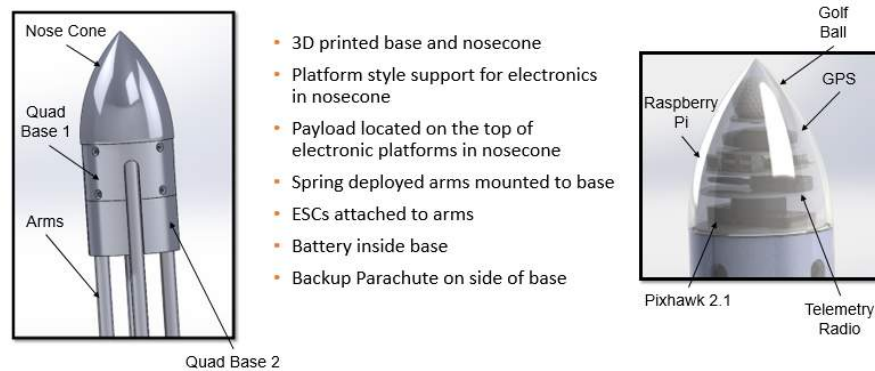 Nose Cone
Quad
Base 1
Arms
Quad Base 2
• 3D printed base and nosecone
• Platform style support for electronics
in nosecone
• Payload located on the top of
electronic platforms in nosecone
• Spring deployed arms mounted to base
• ESCs attached to arms
• Battery inside base
• Backup Parachute on side of base
Golf
Ball
GPS
Raspberry
Pi
Pixhawk 2.1
Telemetry
Radio